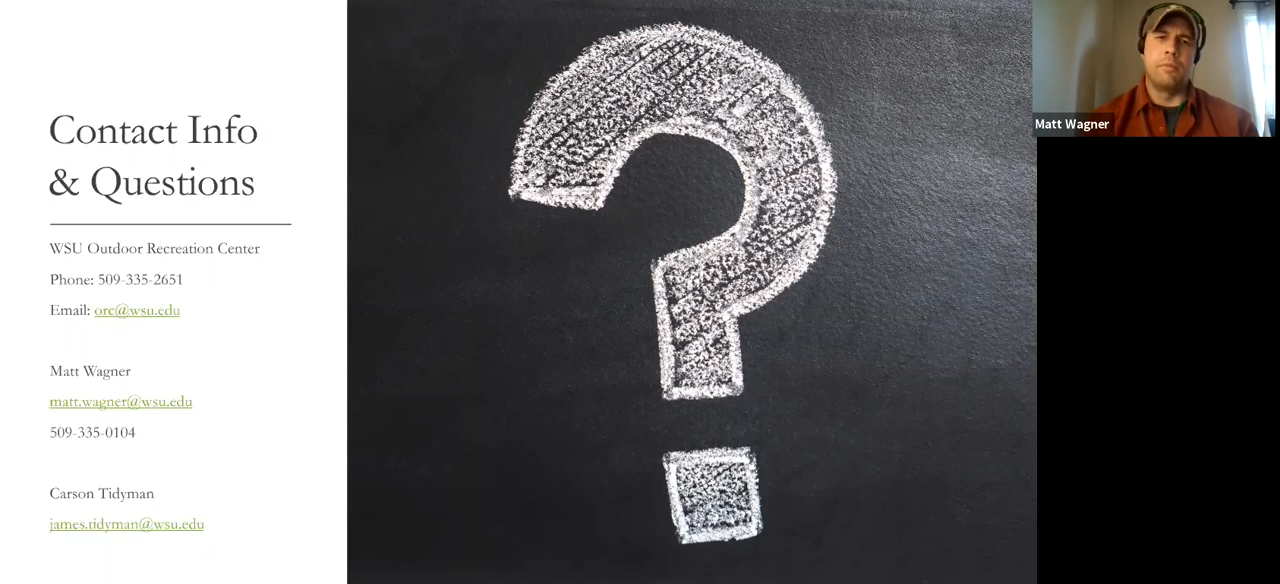 Contact Info
& Questions
WSU Outdoor Recreation Center
Phone: 509-335-2651
Email: orc@wsu.edu
Matt Wagner
matt.wagner@wsu.edu
509-335-0104
Carson Tidyman
james.tidyman@wsu.edu
?
Matt Wagner